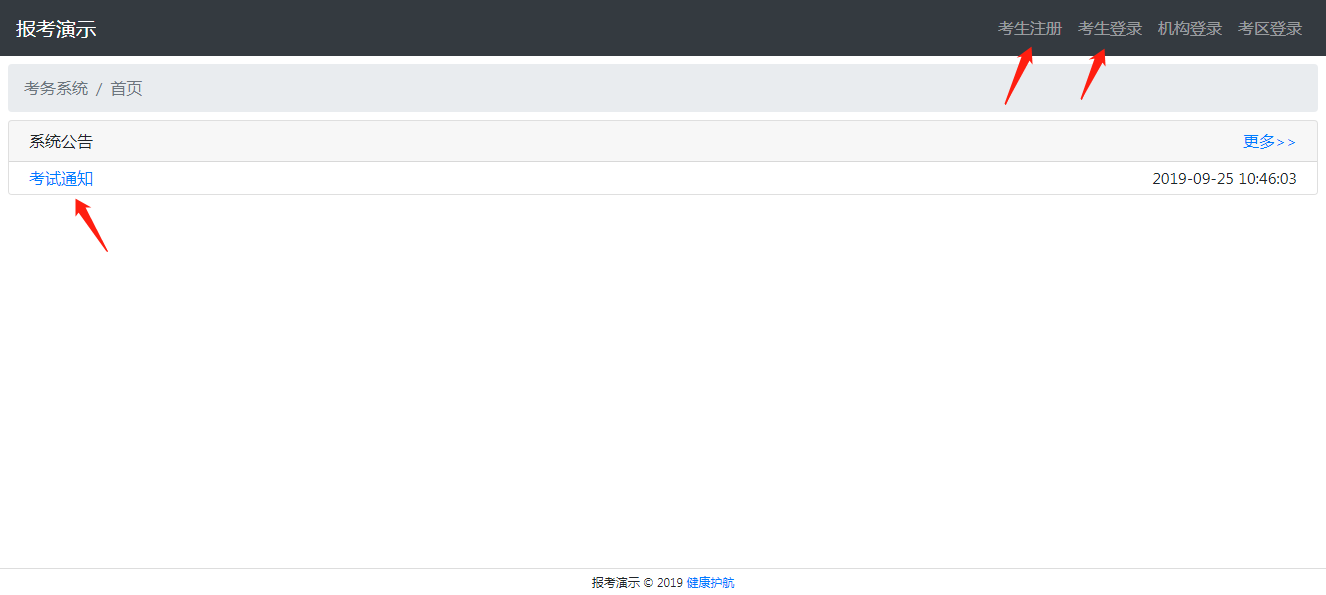 报考演示 考生注册 考生登录 机构登录 考区登录
考务系统 / 首页
系统公告 更多>>
考试通知 2019-09-25 10:46:03
报考演示 © 2019 健康护航